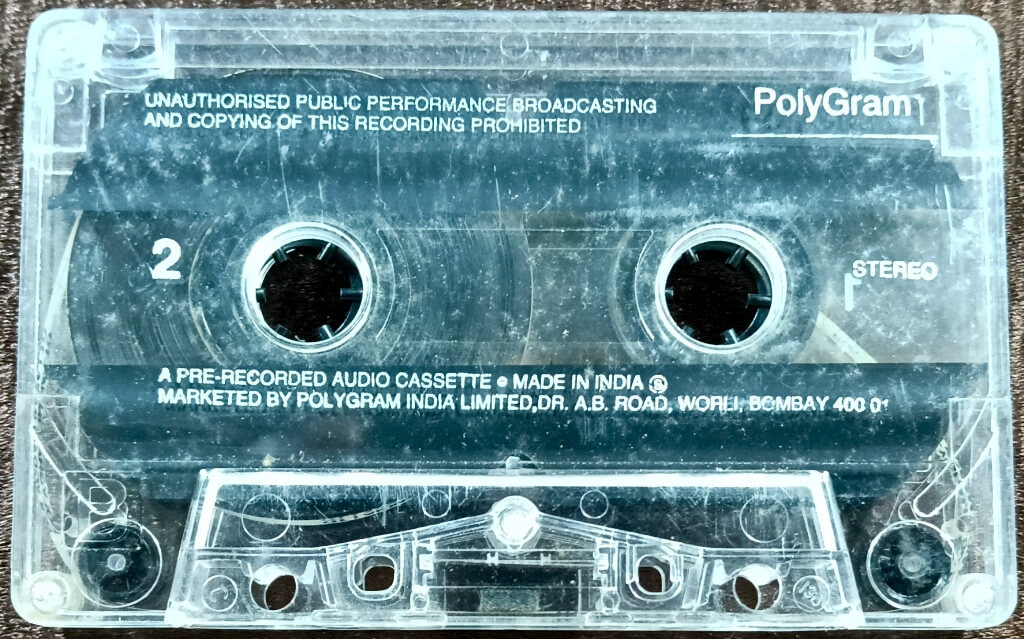 UNAUTHORISED PUBLIC PERFORMANCE BROADCASTING
AND COPYING OF THIS RECORDING PROHIBITED
PolyGram
2
STEREO
A PRE-RECORDED AUDIO CASSETTE ● MADE IN INDIA
MARKETED BY POLYGRAM INDIA LIMITED,DR. A.B. ROAD, WORLI, BOMBAY 400